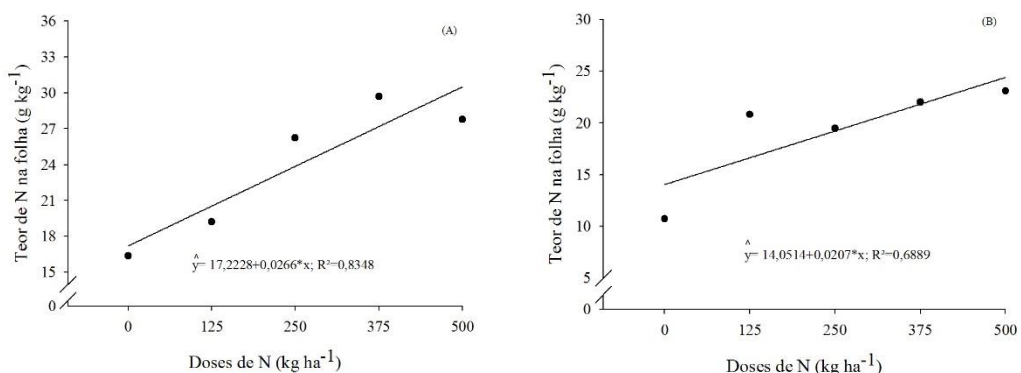 (A)
Teor de N na folha (g kg-1)
36
33
30
27
24
21
18
15
0
ŷ= 17,2228+0,0266*x; R²=0,8348
0 125 250 375 500
Doses de N (kg ha-1)
(B)
Teor de N na folha (g kg-1)
30
25
20
15
10
5
0
ŷ= 14,0514+0,0207*x; R²=0,6889
0 125 250 375 500
Doses de N (kg ha-1)